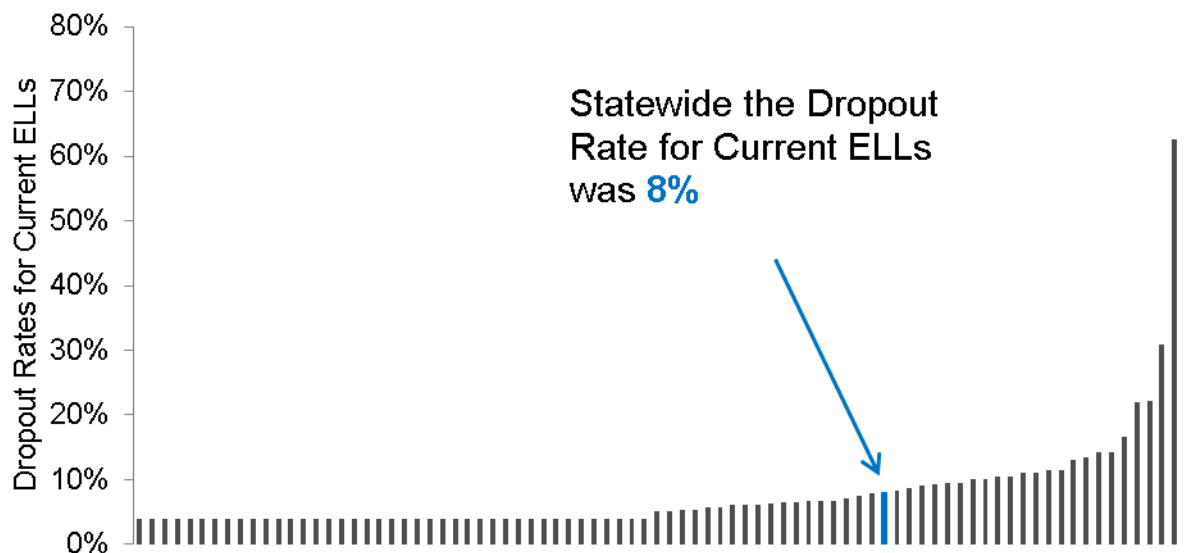 80%
70%
60%
50%
40%
30%
20%
10%
0%
Dropout Rates for Current ELLs
Statewide the Dropout
Rate for Current ELLs
was 8%